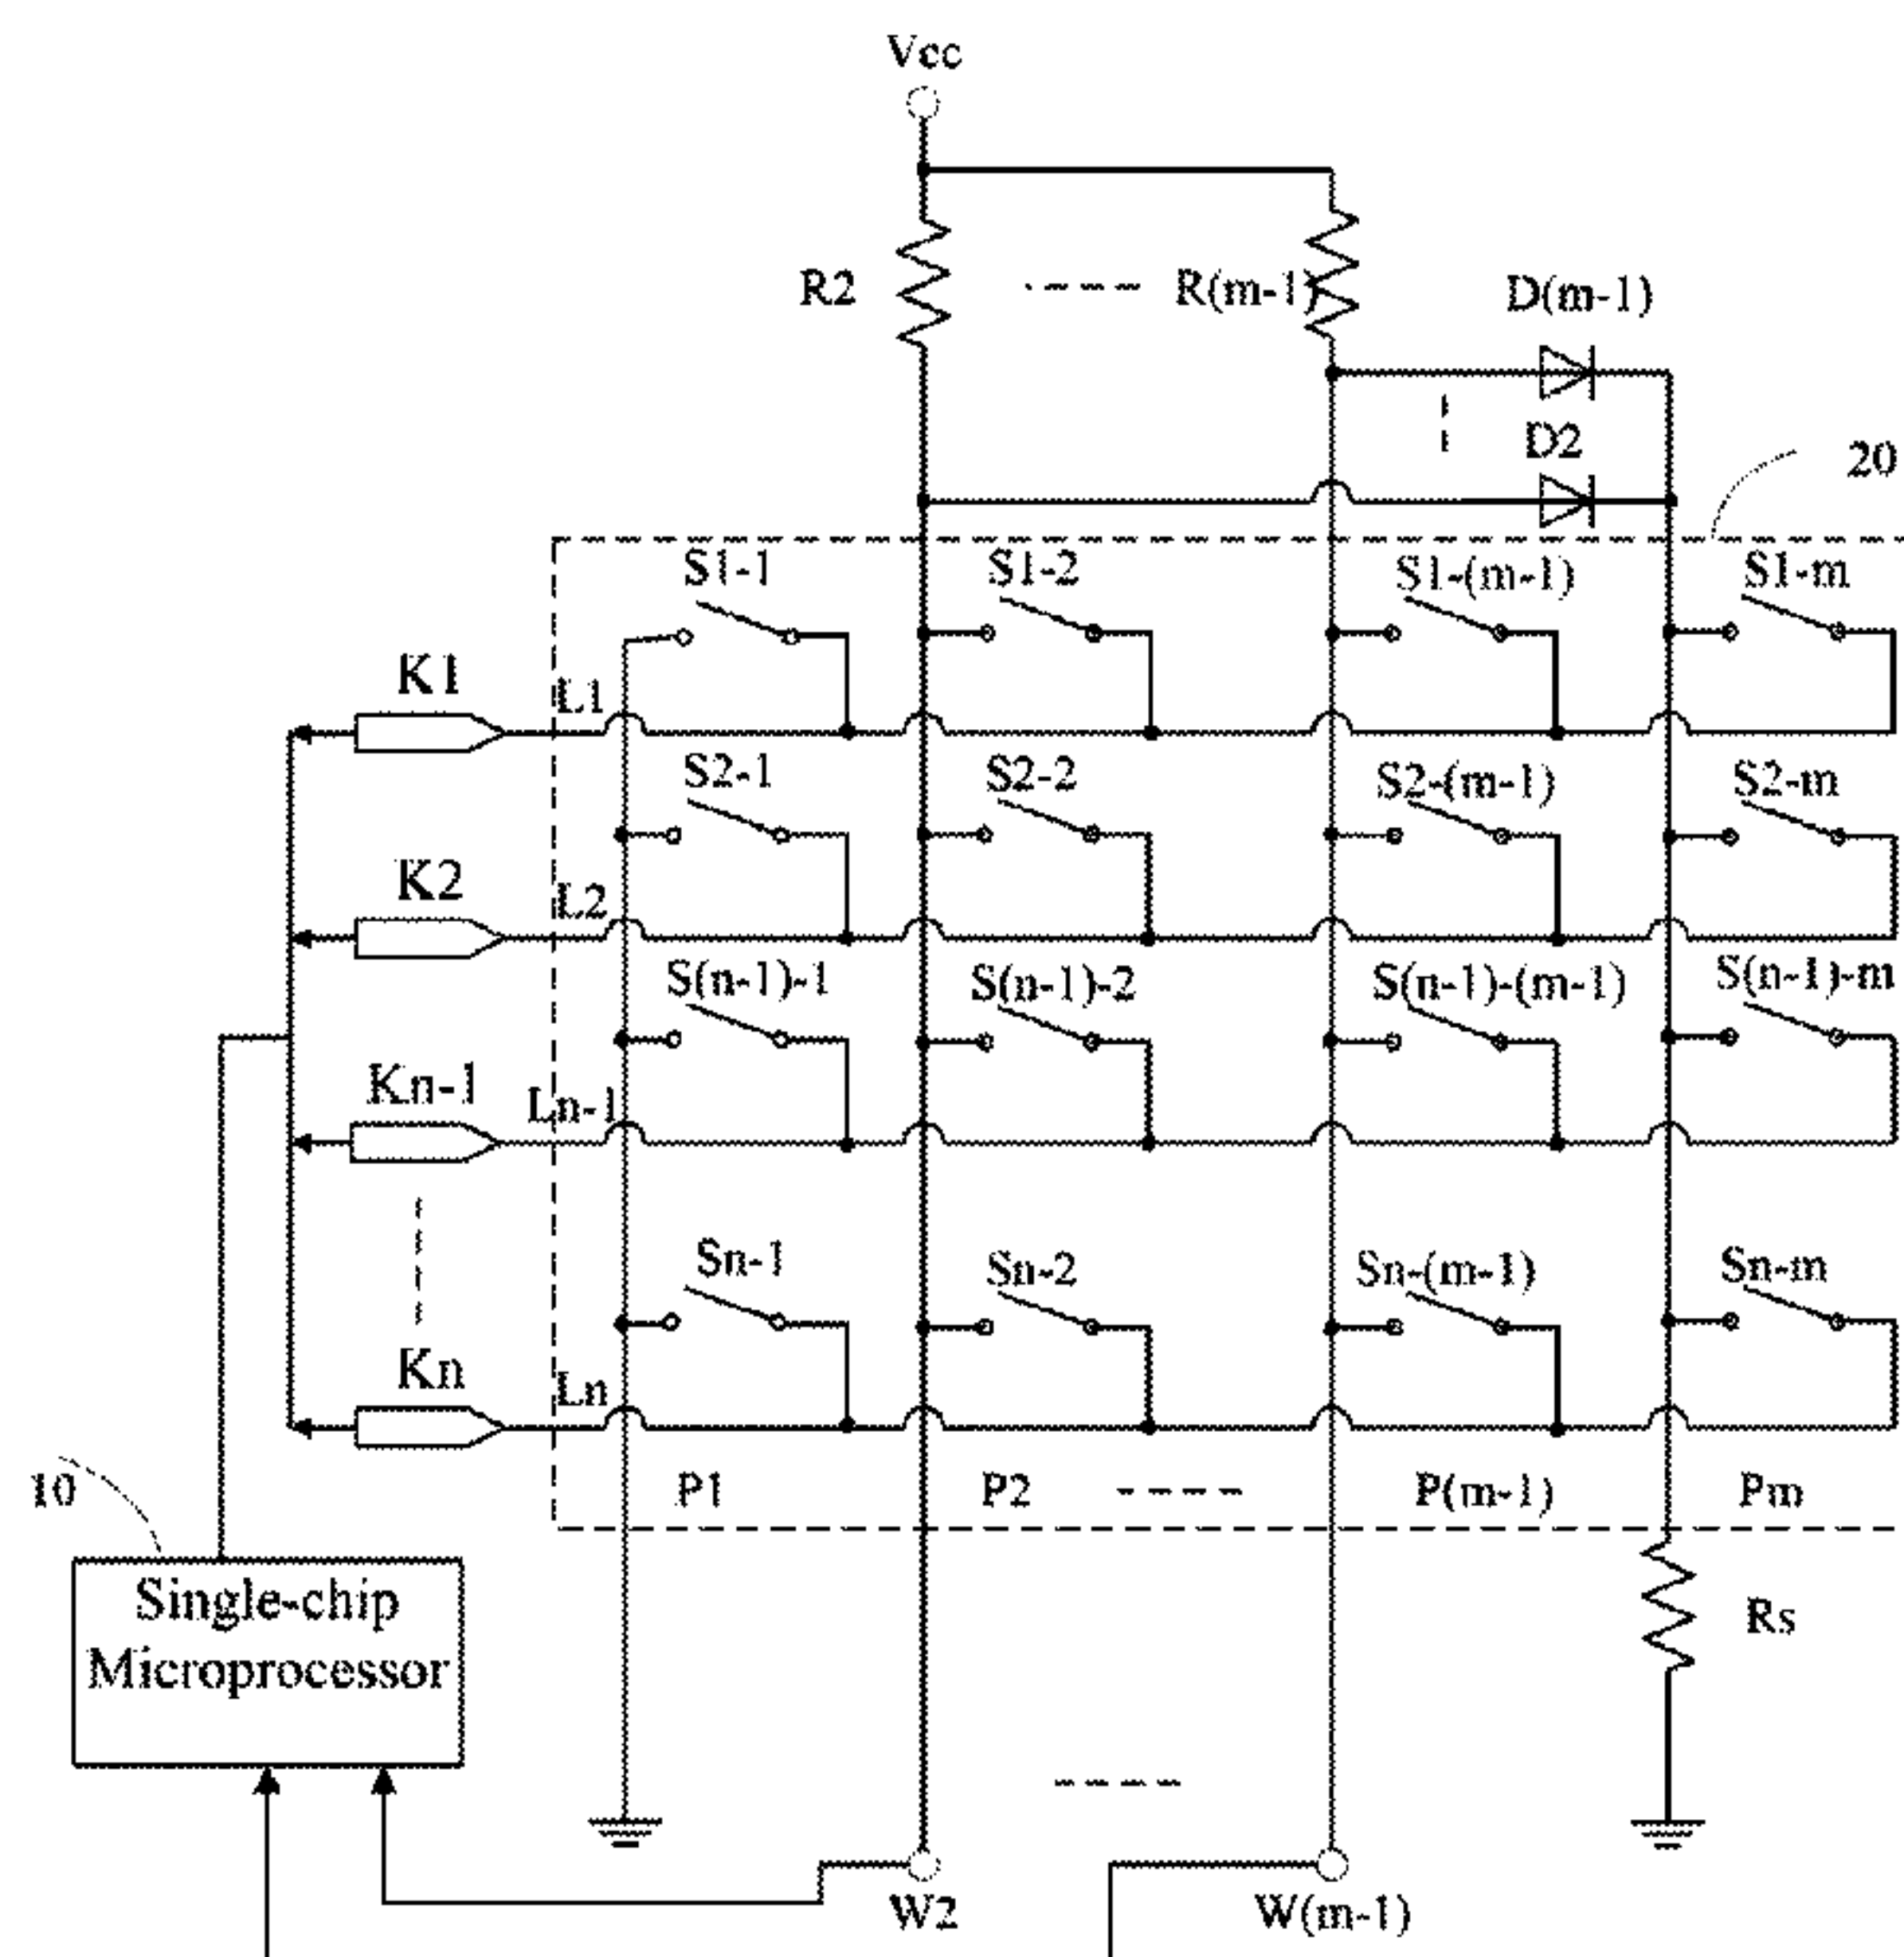 Vcc
R2
R(m-1)
D(m-1)
D2
20
S1-1
S1-2
S1-(m-1)
S1-m
K1
L1
S2-1
S2-2
S2-(m-1)
S2-m
K2
L2
S(n-1)-1
S(n-1)-2
S(n-1)-(m-1)
S(n-1)-m
Kn-1
Ln-1
Sn-1
Sn-2
Sn-(m-1)
Sn-m
Kn
Ln
10
P1
P2
P(m-1)
Pm
Single-chip
Microprocessor
Rs
W2
W(m-1)